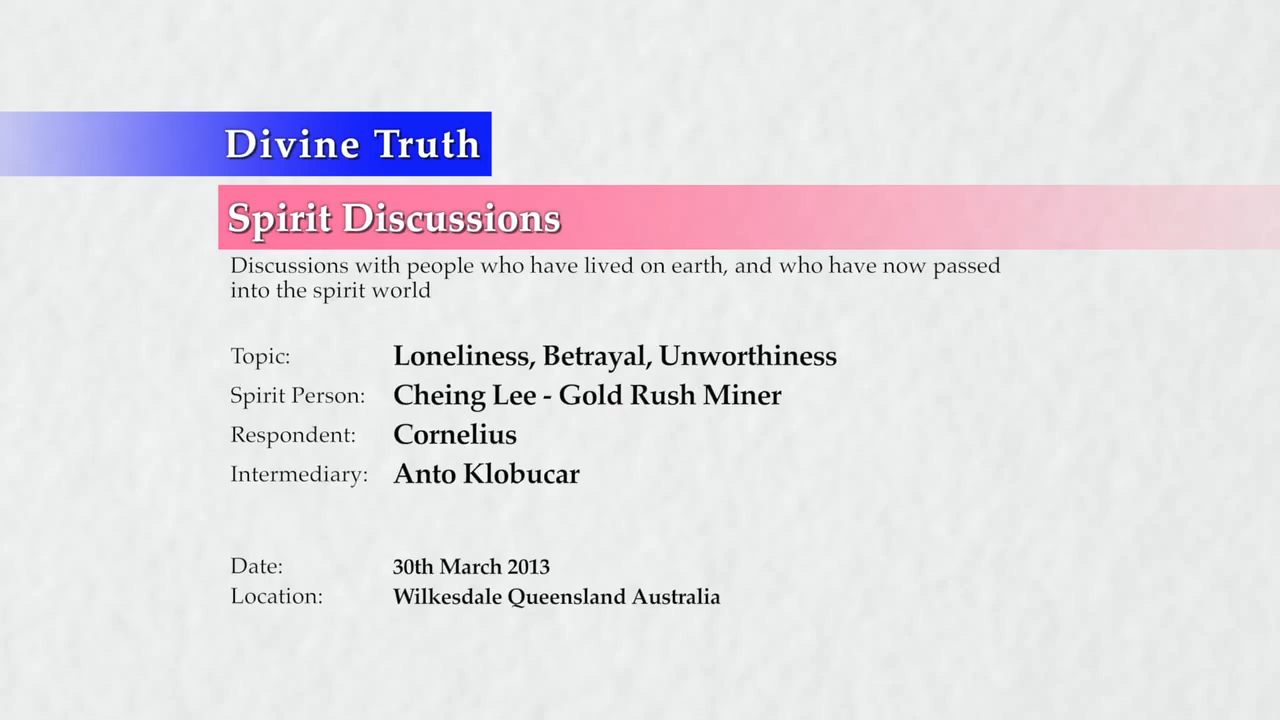 Divine Truth
Spirit Discussions
Discussions with people who have lived on earth, and who have now passed
into the spirit world
Topic: Loneliness, Betrayal, Unworthiness
Spirit Person: Cheing Lee - Gold Rush Miner
Respondent: Cornelius
Intermediary: Anto Klobucar
Date: 30th March 2013
Location: Wilkesdale Queensland Australia